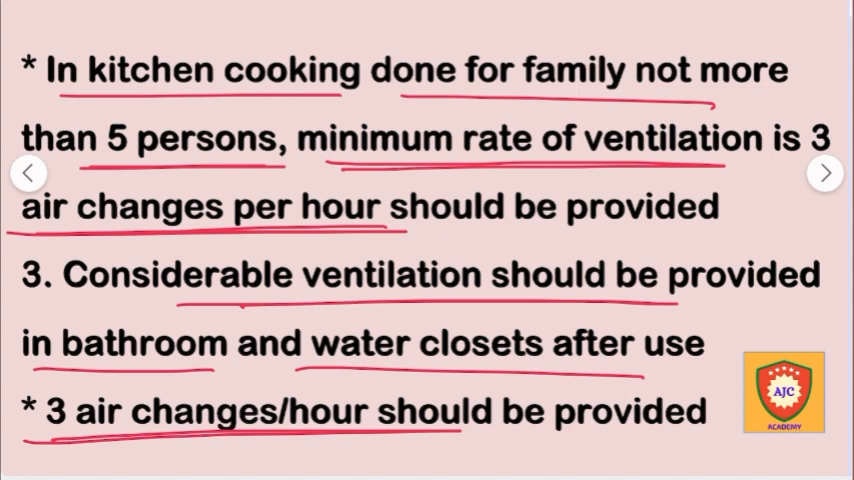 * In kitchen cooking done for family not more
than 5 persons, minimum rate of ventilation is 3
air changes per hour should be provided
3. Considerable ventilation should be provided
in bathroom and water closets after use
* 3 air changes/hour should be provided
AJC
ACADEMY